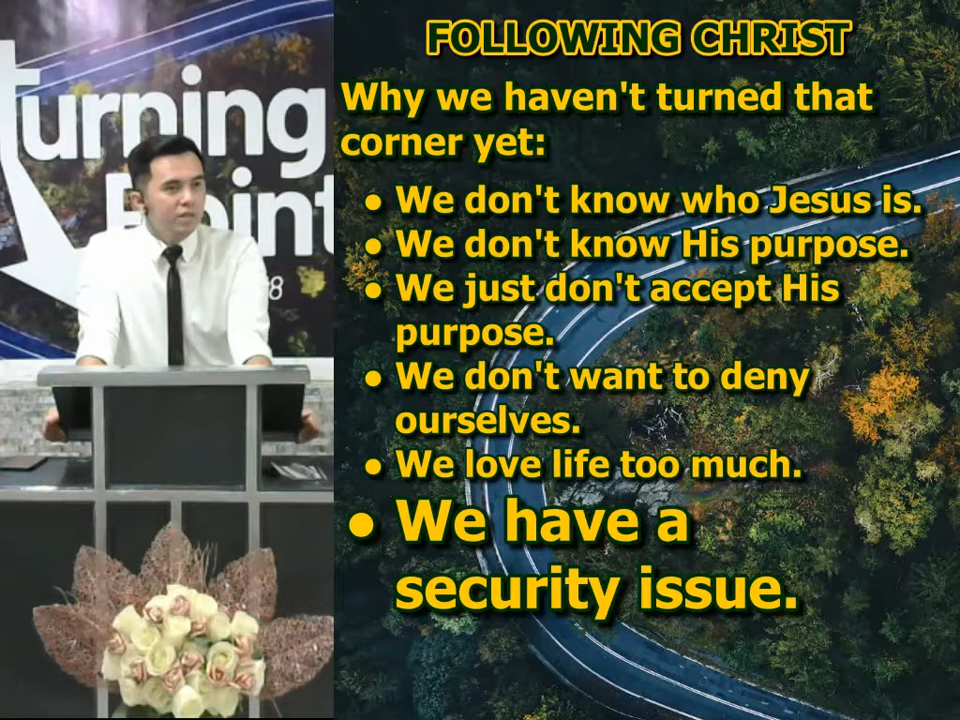 turning
Point
8
FOLLOWING CHRIST
Why we haven't turned that
corner yet:
● We don't know who Jesus is.
● We don't know His purpose.
● We just don't accept His
purpose.
● We don't want to deny
ourselves.
● We love life too much.
● We have a
security issue.